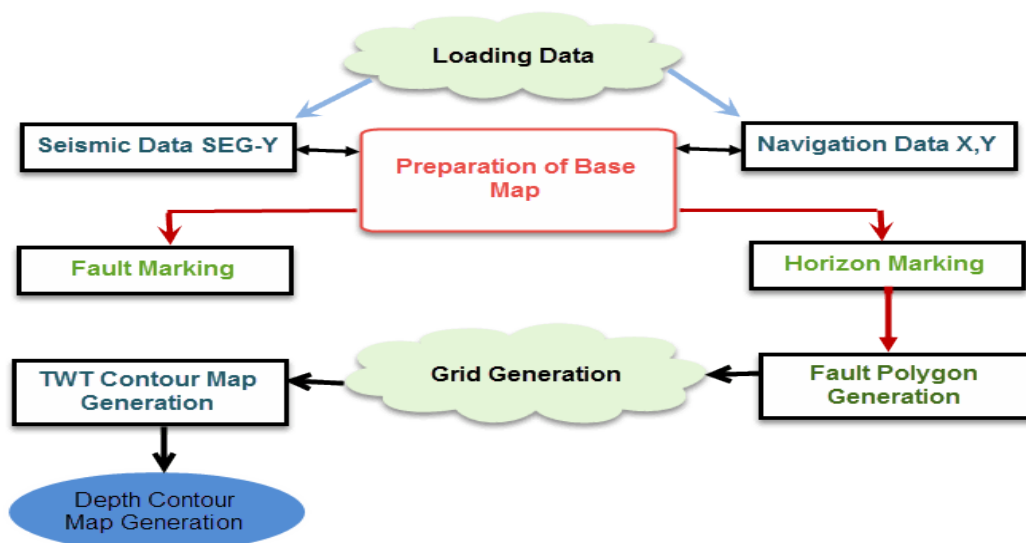 Loading Data
Seismic Data SEG-Y
Navigation Data X,Y
Preparation of Base
Map
Fault Marking
Horizon Marking
TWT Contour Map
Generation
Grid Generation
Fault Polygon
Generation
Depth Contour
Map Generation